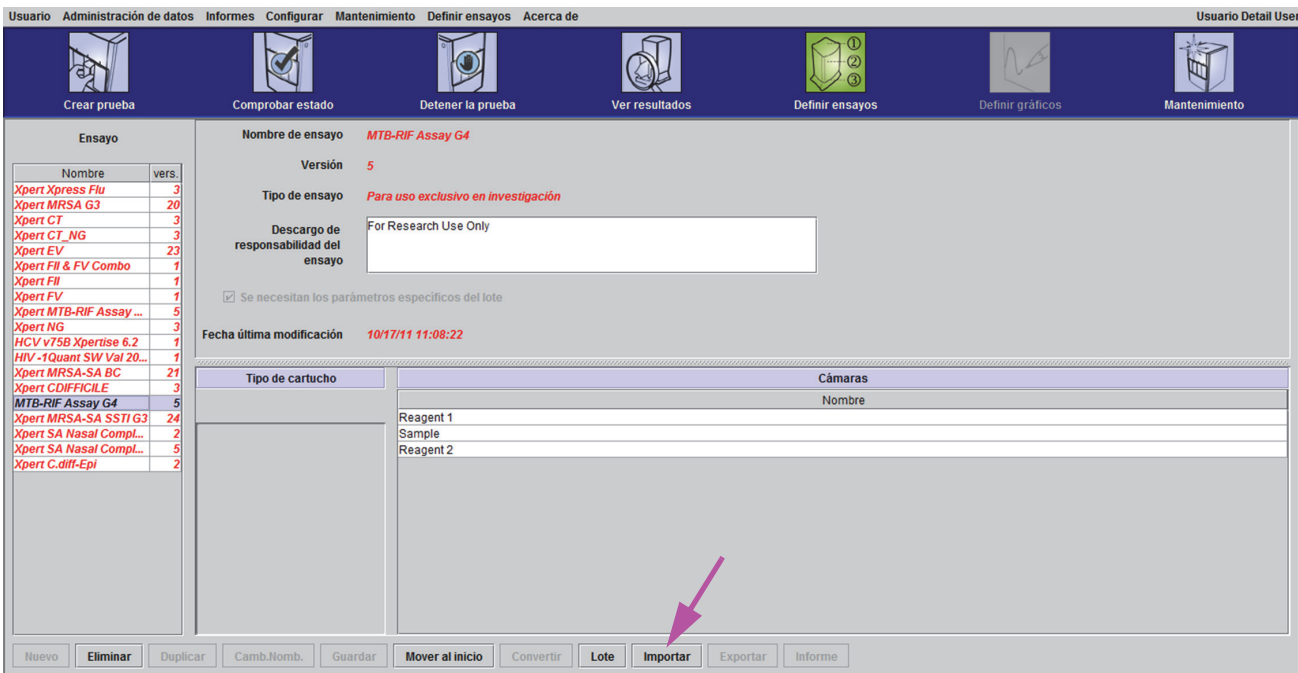 Usuario Administración de datos Informes Configurar Mantenimiento Definir ensayos Acerca de Usuario Detail User
① ② ③
Crear prueba Comprobar estado Detener la prueba Ver resultados Definir ensayos Definir gráficos Mantenimiento
Ensayo
Nombre vers.
Xpert Xpress Flu 3
Xpert MRSA G3 20
Xpert CT 3
Xpert CT_NG 3
Xpert EV 23
Xpert FII & FV Combo 1
Xpert FII 1
Xpert FV 1
Xpert MTB-RIF Assay ... 5
Xpert NG 3
HCV v75B Xpertise 6.2 1
HIV -1Quant SW Val 20... 1
Xpert MRSA-SA BC 21
Xpert CDIFFICILE 3
MTB-RIF Assay G4 5
Xpert MRSA-SA SSTI G3 24
Xpert SA Nasal Compl... 2
Xpert SA Nasal Compl... 5
Xpert C.diff-Epi 2
Nombre de ensayo MTB-RIF Assay G4
Versión 5
Tipo de ensayo Para uso exclusivo en investigación
Descargo de
responsabilidad del
ensayo
For Research Use Only
Se necesitan los parámetros específicos del lote
Fecha última modificación 10/17/11 11:08:22
Tipo de cartucho
Cámaras
Nombre
Reagent 1
Sample
Reagent 2
Nuevo Eliminar Duplicar Camb.Nomb. Guardar Mover al inicio Convertir Lote Importar Exportar Informe